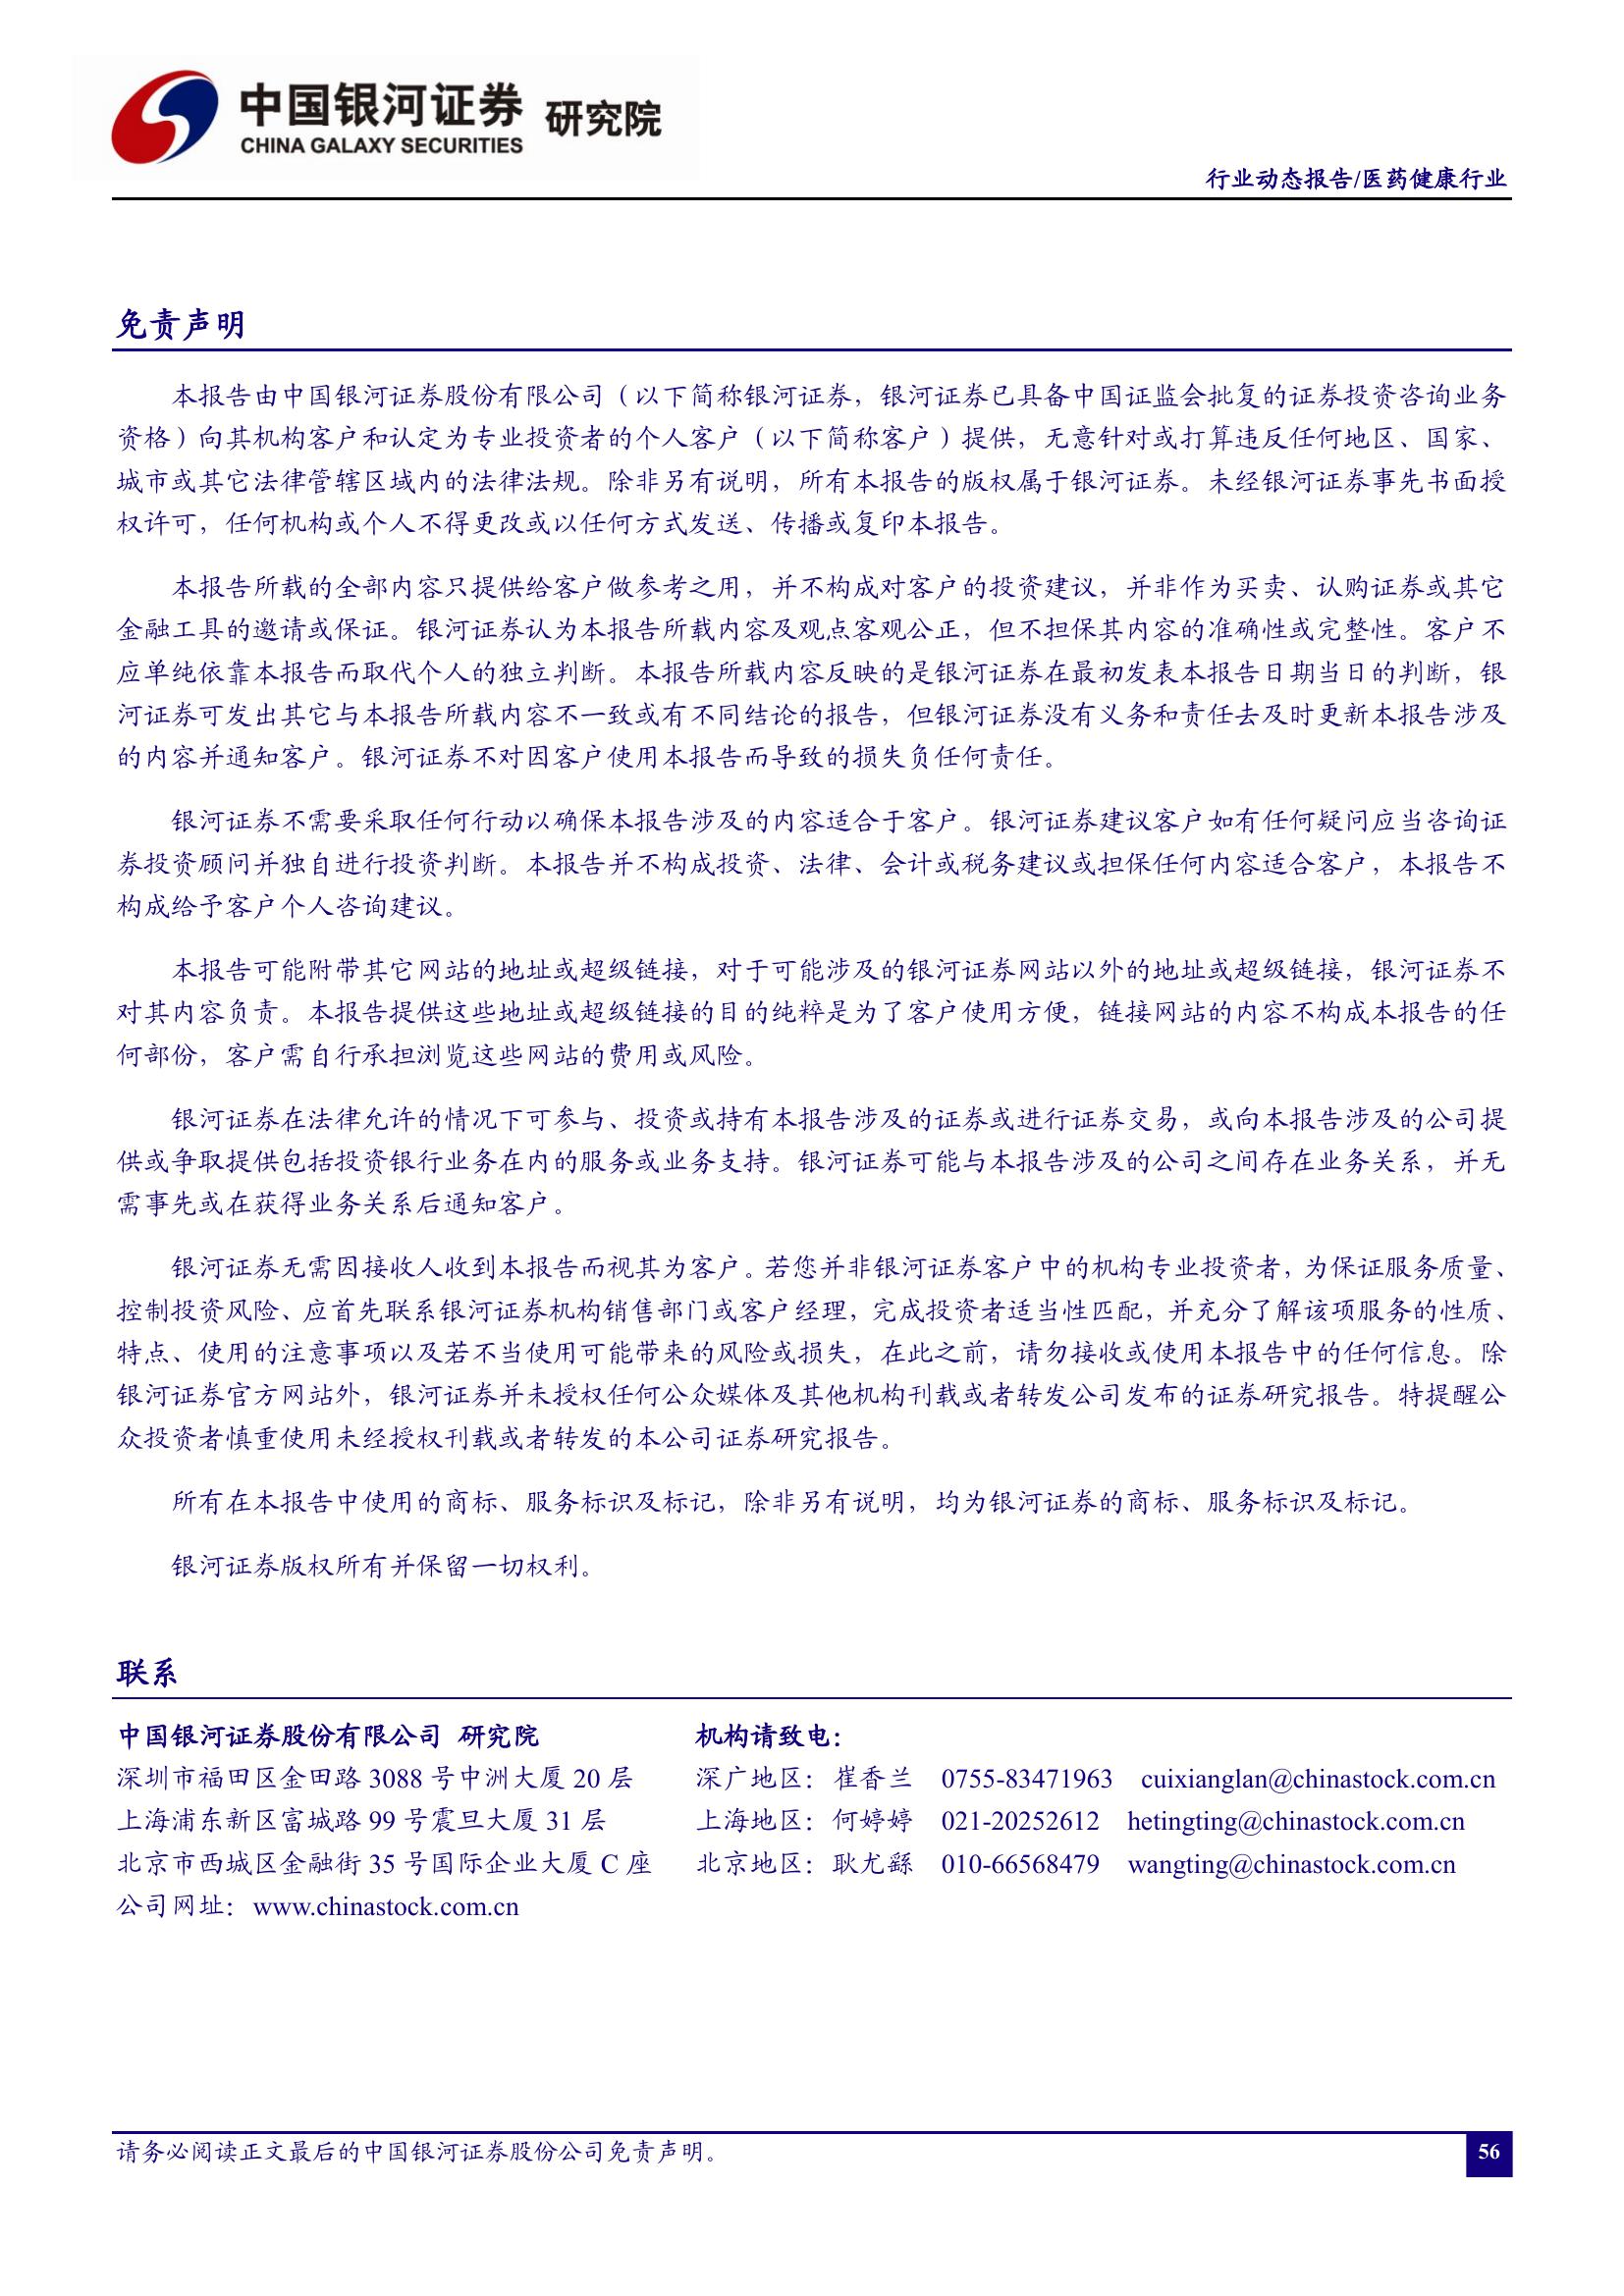 中国银河证券 研究院
CHINA GALAXY SECURITIES
行业动态报告/医药健康行业
免责声明
本报告由中国银河证券股份有限公司（以下简称银河证券，银河证券已具备中国证监会批复的证券投资咨询业务
资格）向其机构客户和认定为专业投资者的个人客户（以下简称客户）提供，无意针对或打算违反任何地区、国家、
城市或其它法律管辖区域内的法律法规。除非另有说明，所有本报告的版权属于银河证券。未经银河证券事先书面授
权许可，任何机构或个人不得更改或以任何方式发送、传播或复印本报告。
本报告所载的全部内容只提供给客户做参考之用，并不构成对客户的投资建议，并非作为买卖、认购证券或其它
金融工具的邀请或保证。银河证券认为本报告所载内容及观点客观公正，但不担保其内容的准确性或完整性。客户不
应单纯依靠本报告而取代个人的独立判断。本报告所载内容反映的是银河证券在最初发表本报告日期当日的判断，银
河证券可发出其它与本报告所载内容不一致或有不同结论的报告，但银河证券没有义务和责任去及时更新本报告涉及
的内容并通知客户。银河证券不对因客户使用本报告而导致的损失负任何责任。
银河证券不需要采取任何行动以确保本报告涉及的内容适合于客户。银河证券建议客户如有任何疑问应当咨询证
券投资顾问并独自进行投资判断。本报告并不构成投资、法律、会计或税务建议或担保任何内容适合客户，本报告不
构成给予客户个人咨询建议。
本报告可能附带其它网站的地址或超级链接，对于可能涉及的银河证券网站以外的地址或超级链接，银河证券不
对其内容负责。本报告提供这些地址或超级链接的目的纯粹是为了客户使用方便，链接网站的内容不构成本报告的任
何部份，客户需自行承担浏览这些网站的费用或风险。
银河证券在法律允许的情况下可参与、投资或持有本报告涉及的证券或进行证券交易，或向本报告涉及的公司提
供或争取提供包括投资银行业务在内的服务或业务支持。银河证券可能与本报告涉及的公司之间存在业务关系，并无
需事先或在获得业务关系后通知客户。
银河证券无需因接收人收到本报告而视其为客户。若您并非银河证券客户中的机构专业投资者，为保证服务质量、
控制投资风险、应首先联系银河证券机构销售部门或客户经理，完成投资者适当性匹配，并充分了解该项服务的性质、
特点、使用的注意事项以及若不当使用可能带来的风险或损失，在此之前，请勿接收或使用本报告中的任何信息。除
银河证券官方网站外，银河证券并未授权任何公众媒体及其他机构刊载或者转发公司发布的证券研究报告。特提醒公
众投资者慎重使用未经授权刊载或者转发的本公司证券研究报告。
所有在本报告中使用的商标、服务标识及标记，除非另有说明，均为银河证券的商标、服务标识及标记。
银河证券版权所有并保留一切权利。
联系
中国银河证券股份有限公司 研究院 机构请致电：
深圳市福田区金田路 3088 号中洲大厦 20 层 深广地区：崔香兰 0755-83471963 cuixianglan@chinastock.com.cn
上海浦东新区富城路 99 号震旦大厦 31 层 上海地区：何婷婷 021-20252612 hetingting@chinastock.com.cn
北京市西城区金融街 35 号国际企业大厦 C 座 北京地区：耿尤繇 010-66568479 wangting@chinastock.com.cn
公司网址：www.chinastock.com.cn
请务必阅读正文最后的中国银河证券股份公司免责声明。
56